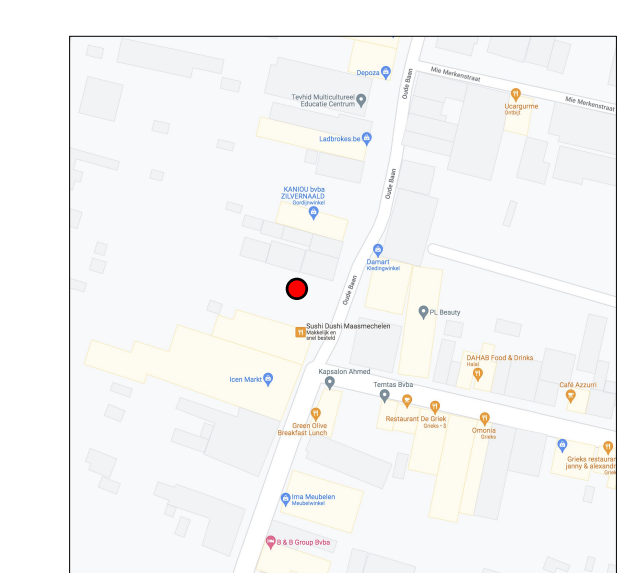 Depoza
Oude Baan
Mie Merkenstraat
Mie Merkenstraat
Tevhid Multicultureel
Educatie Centrum
Ucargurme
Ontbijt
Ladbrokes.be
Oude Baan
KANIOU bvba
ZILVERNAALD
Gordijnwinkel
Damart
Kledingwinkel
Oude Baan
PL Beauty
Sushi Dushi Maasmechelen
Makkelijk en
snel besteld
DAHAB Food & Drinks
Halal
Icen Markt
Kapsalon Ahmed
Temtas Bvba
Café Azzurri
Restaurant De Griek
Grieks • $
Omonia
Grieks
Green Olive
Breakfast Lunch
Grieks restauran
janny & alexandr
Griek
Ima Meubelen
Meubelwinkel
B & B Group Bvba